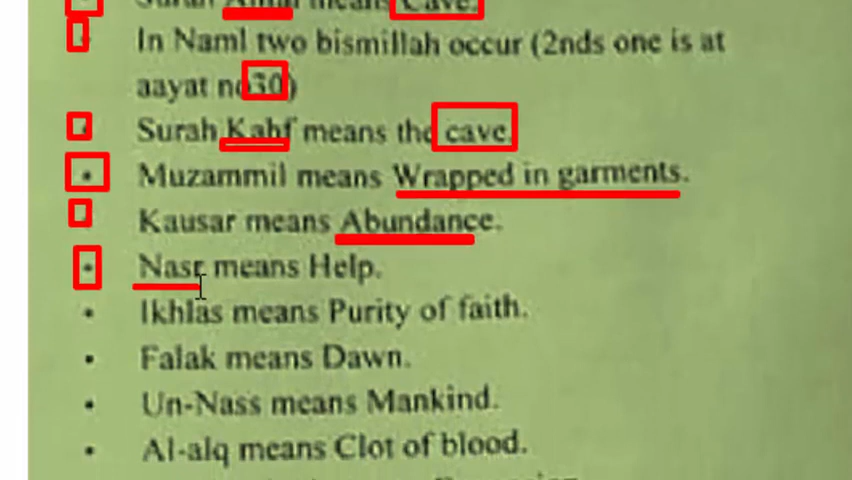 means Cave.
In Naml two bismillah occur (2nds one is at
aayat no 30)
Surah Kahf means the cave.
Muzammil means Wrapped in garments.
Kausar means Abundance.
Nasr means Help.
Ikhlas means Purity of faith.
Falak means Dawn.
Un-Nass means Mankind.
Al-alq means Clot of blood.